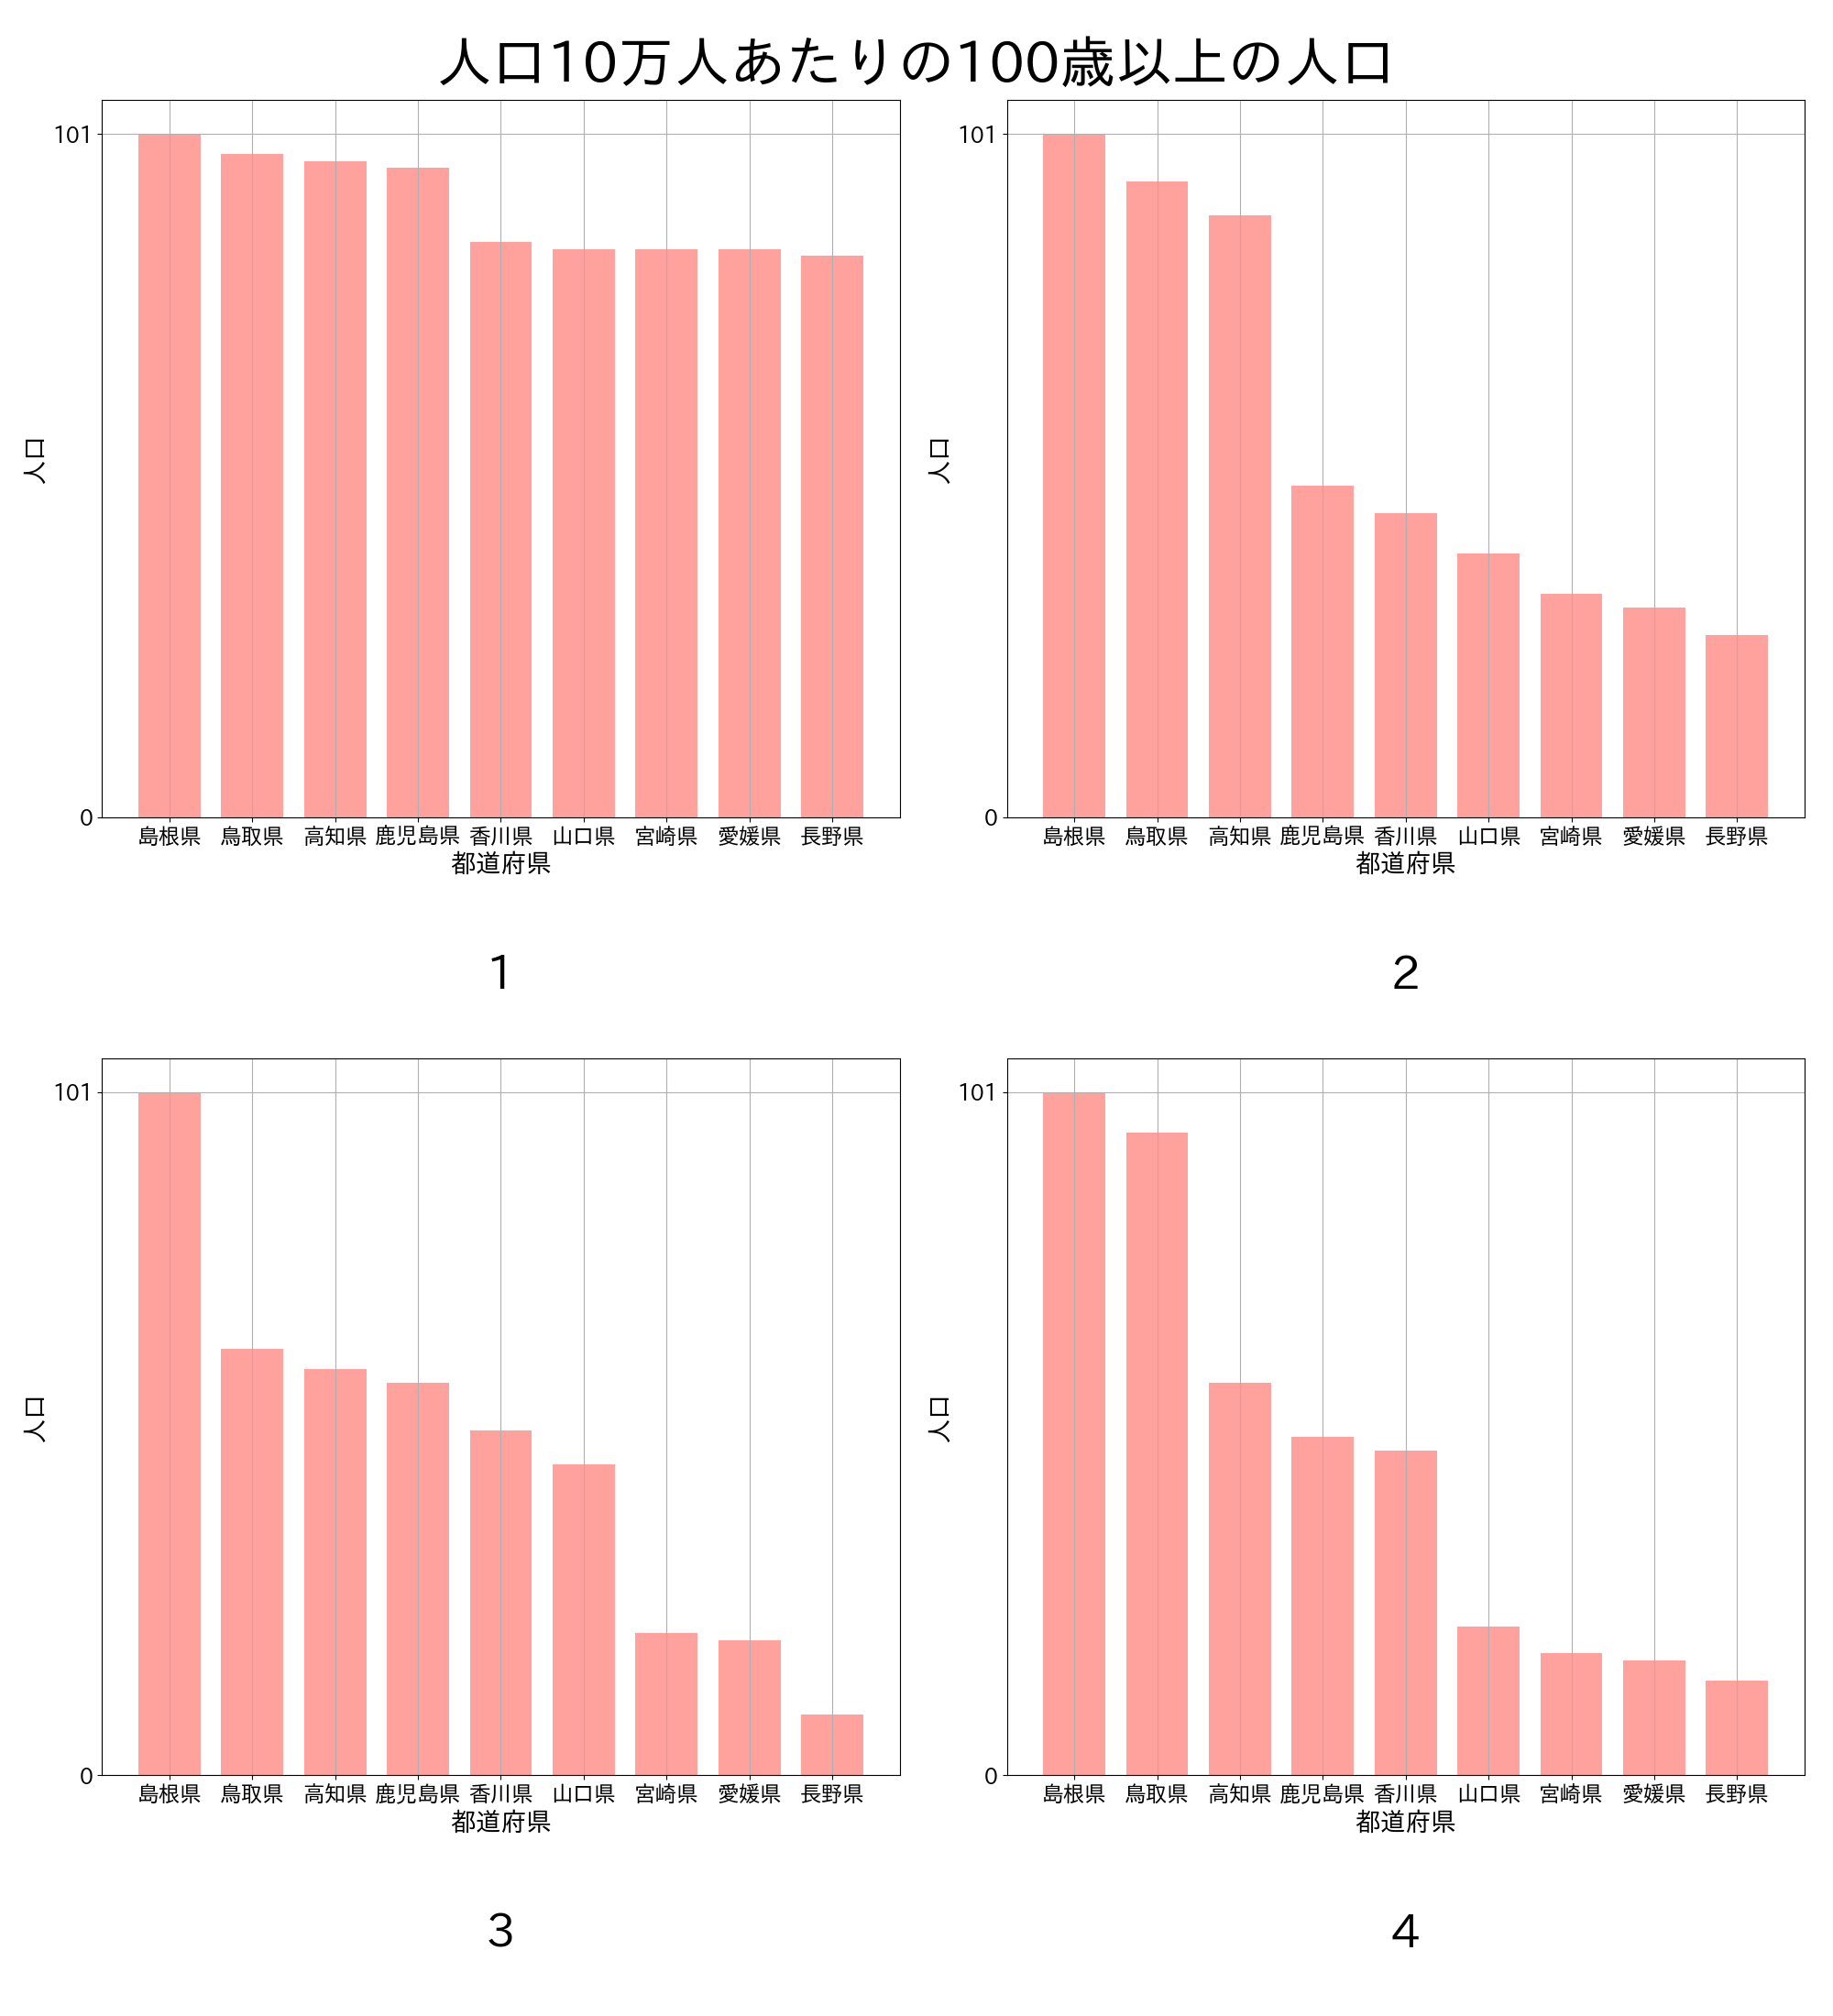 人口10万人あたりの100歳以上の人口
101
0
人口
島根県 鳥取県 高知県 鹿児島県 香川県 山口県 宮崎県 愛媛県 長野県
都道府県
1
101
0
人口
島根県 鳥取県 高知県 鹿児島県 香川県 山口県 宮崎県 愛媛県 長野県
都道府県
2
101
0
人口
島根県 鳥取県 高知県 鹿児島県 香川県 山口県 宮崎県 愛媛県 長野県
都道府県
3
101
0
人口
島根県 鳥取県 高知県 鹿児島県 香川県 山口県 宮崎県 愛媛県 長野県
都道府県
4